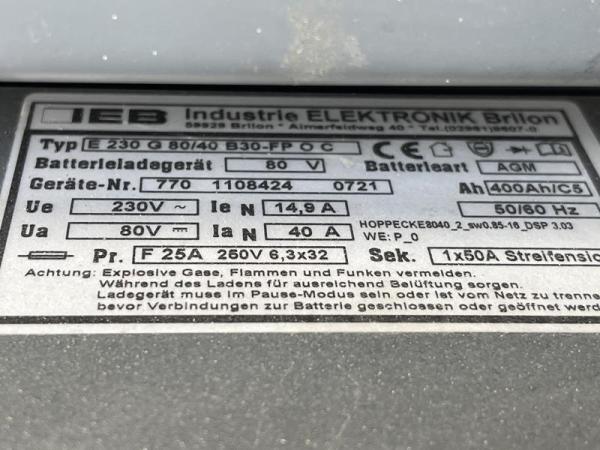 IEB Industrie ELEKTRONIK Brilon
59929 Brilon - Almerfeldweg 40 - Tel.(02961)9607-0
Typ E 230 G 80/40 B30-FP O C CE
Batterieladegerät 80 V Batterieart AGM
Geräte-Nr. 770 1108424 0721 Ah 400Ah/C5
Ue 230V ~ Ie N 14,9 A 50/60 Hz
Ua 80V Ia N 40 A HOPPECKE8040_2_sw0.85-16_DSP 3.03
WE: P_0
Pr. F 25A 250V 6,3x32 Sek. 1x50A Streifensic
Achtung: Explosive Gase, Flammen und Funken vermeiden.
Während des Ladens für ausreichend Belüftung sorgen.
Ladegerät muss im Pause-Modus sein oder ist vom Netz zu trenne
bevor Verbindungen zur Batterie geschlossen oder geöffnet werd